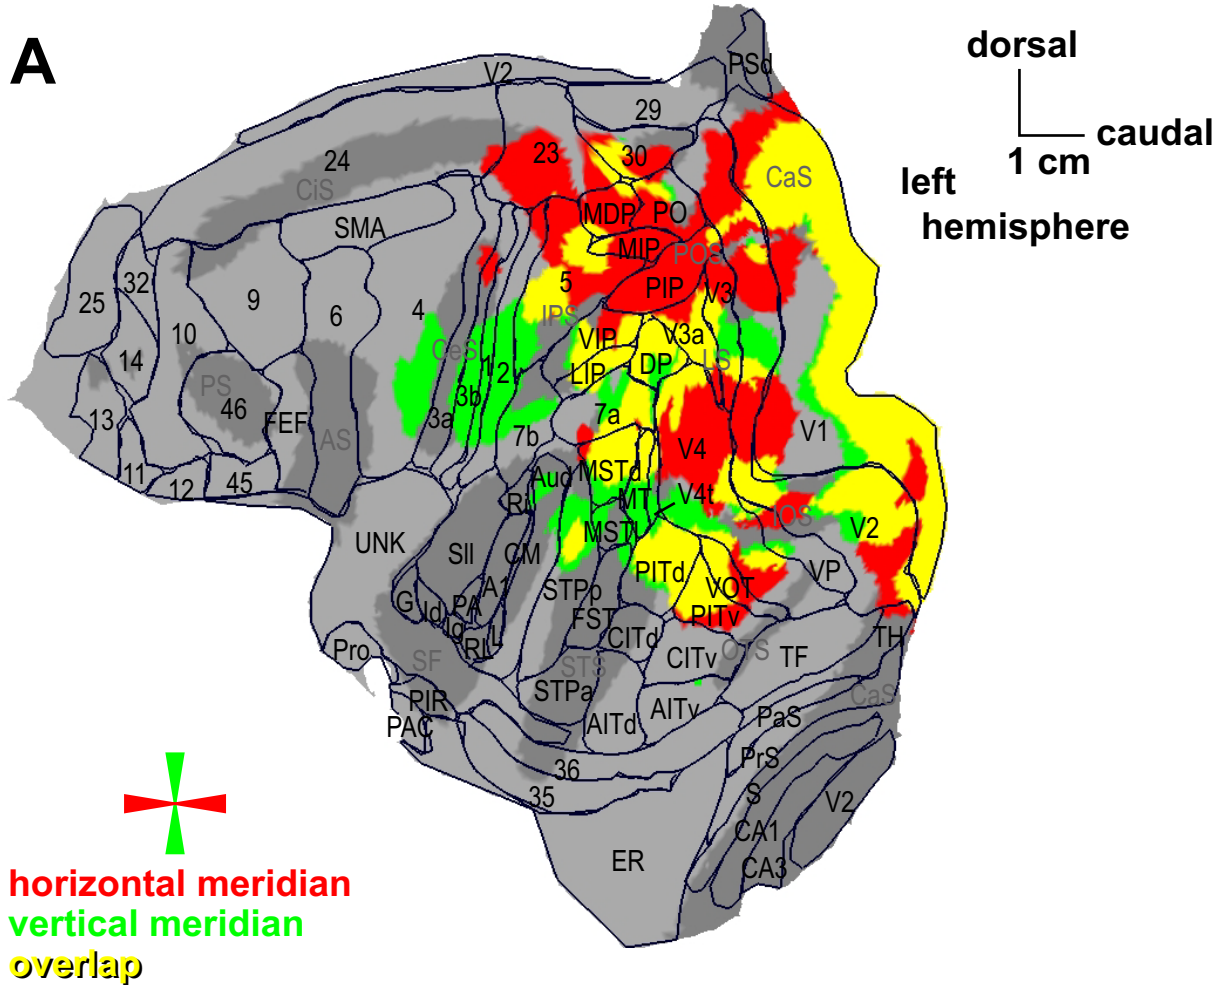 A
dorsal
caudal
1 cm
left
hemisphere
PSd
V2
29
24
CiS
23
30
CaS
SMA
MDP
PO
MIP
POS
32
25
9
6
4
5
PIP
V3
10
IPS
14
VIP
V3a
CeS
1
2
LIP
DP
LS
PS
46
3b
13
FEF
3a
7a
AS
7b
V4
V1
11
12
45
Aud
MSTd
Ri
MT
V4t
IOS
V2
UNK
SII
CM
MSTl
PITd
VOT
VP
A1
STPp
G
Id
PA
FST
PITv
Ig
CITd
TH
Pro
RL
L
SF
STS
CITv
OTS
TF
PIR
STPa
CaS
PAC
AITd
AITv
PaS
36
PrS
35
S
V2
CA1
ER
CA3
horizontal meridian
vertical meridian
overlap